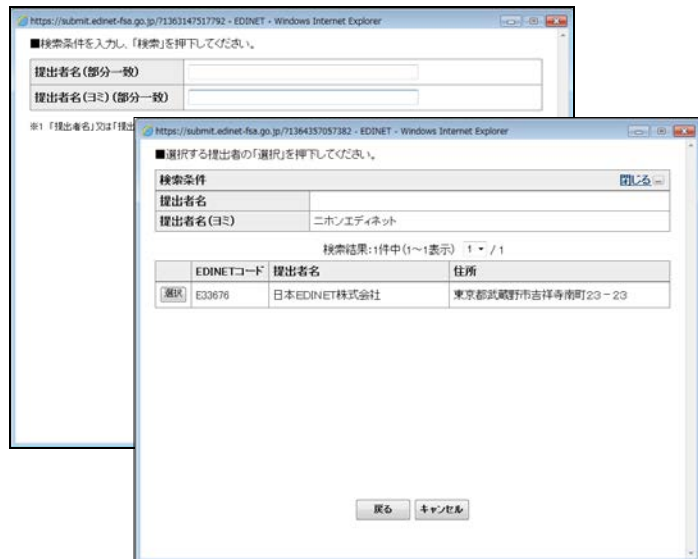 https://submit.edinet-fsa.go.jp/?1363147517792 - EDINET - Windows Internet Explorer
■検索条件を入力し、「検索」を押下してください。
提出者名(部分一致)
提出者名(ヨミ)(部分一致)
※1 「提出者名」又は「提出
https://submit.edinet-fsa.go.jp/?1364357057382 - EDINET - Windows Internet Explorer
■選択する提出者の「選択」を押下してください。
検索条件 閉じる
提出者名
提出者名(ヨミ) ニホンエディネット
検索結果:1件中(1～1表示) 1 / 1
EDINETコード 提出者名 住所
選択 E33676 日本EDINET株式会社 東京都武蔵野市吉祥寺南町23-23
戻る キャンセル